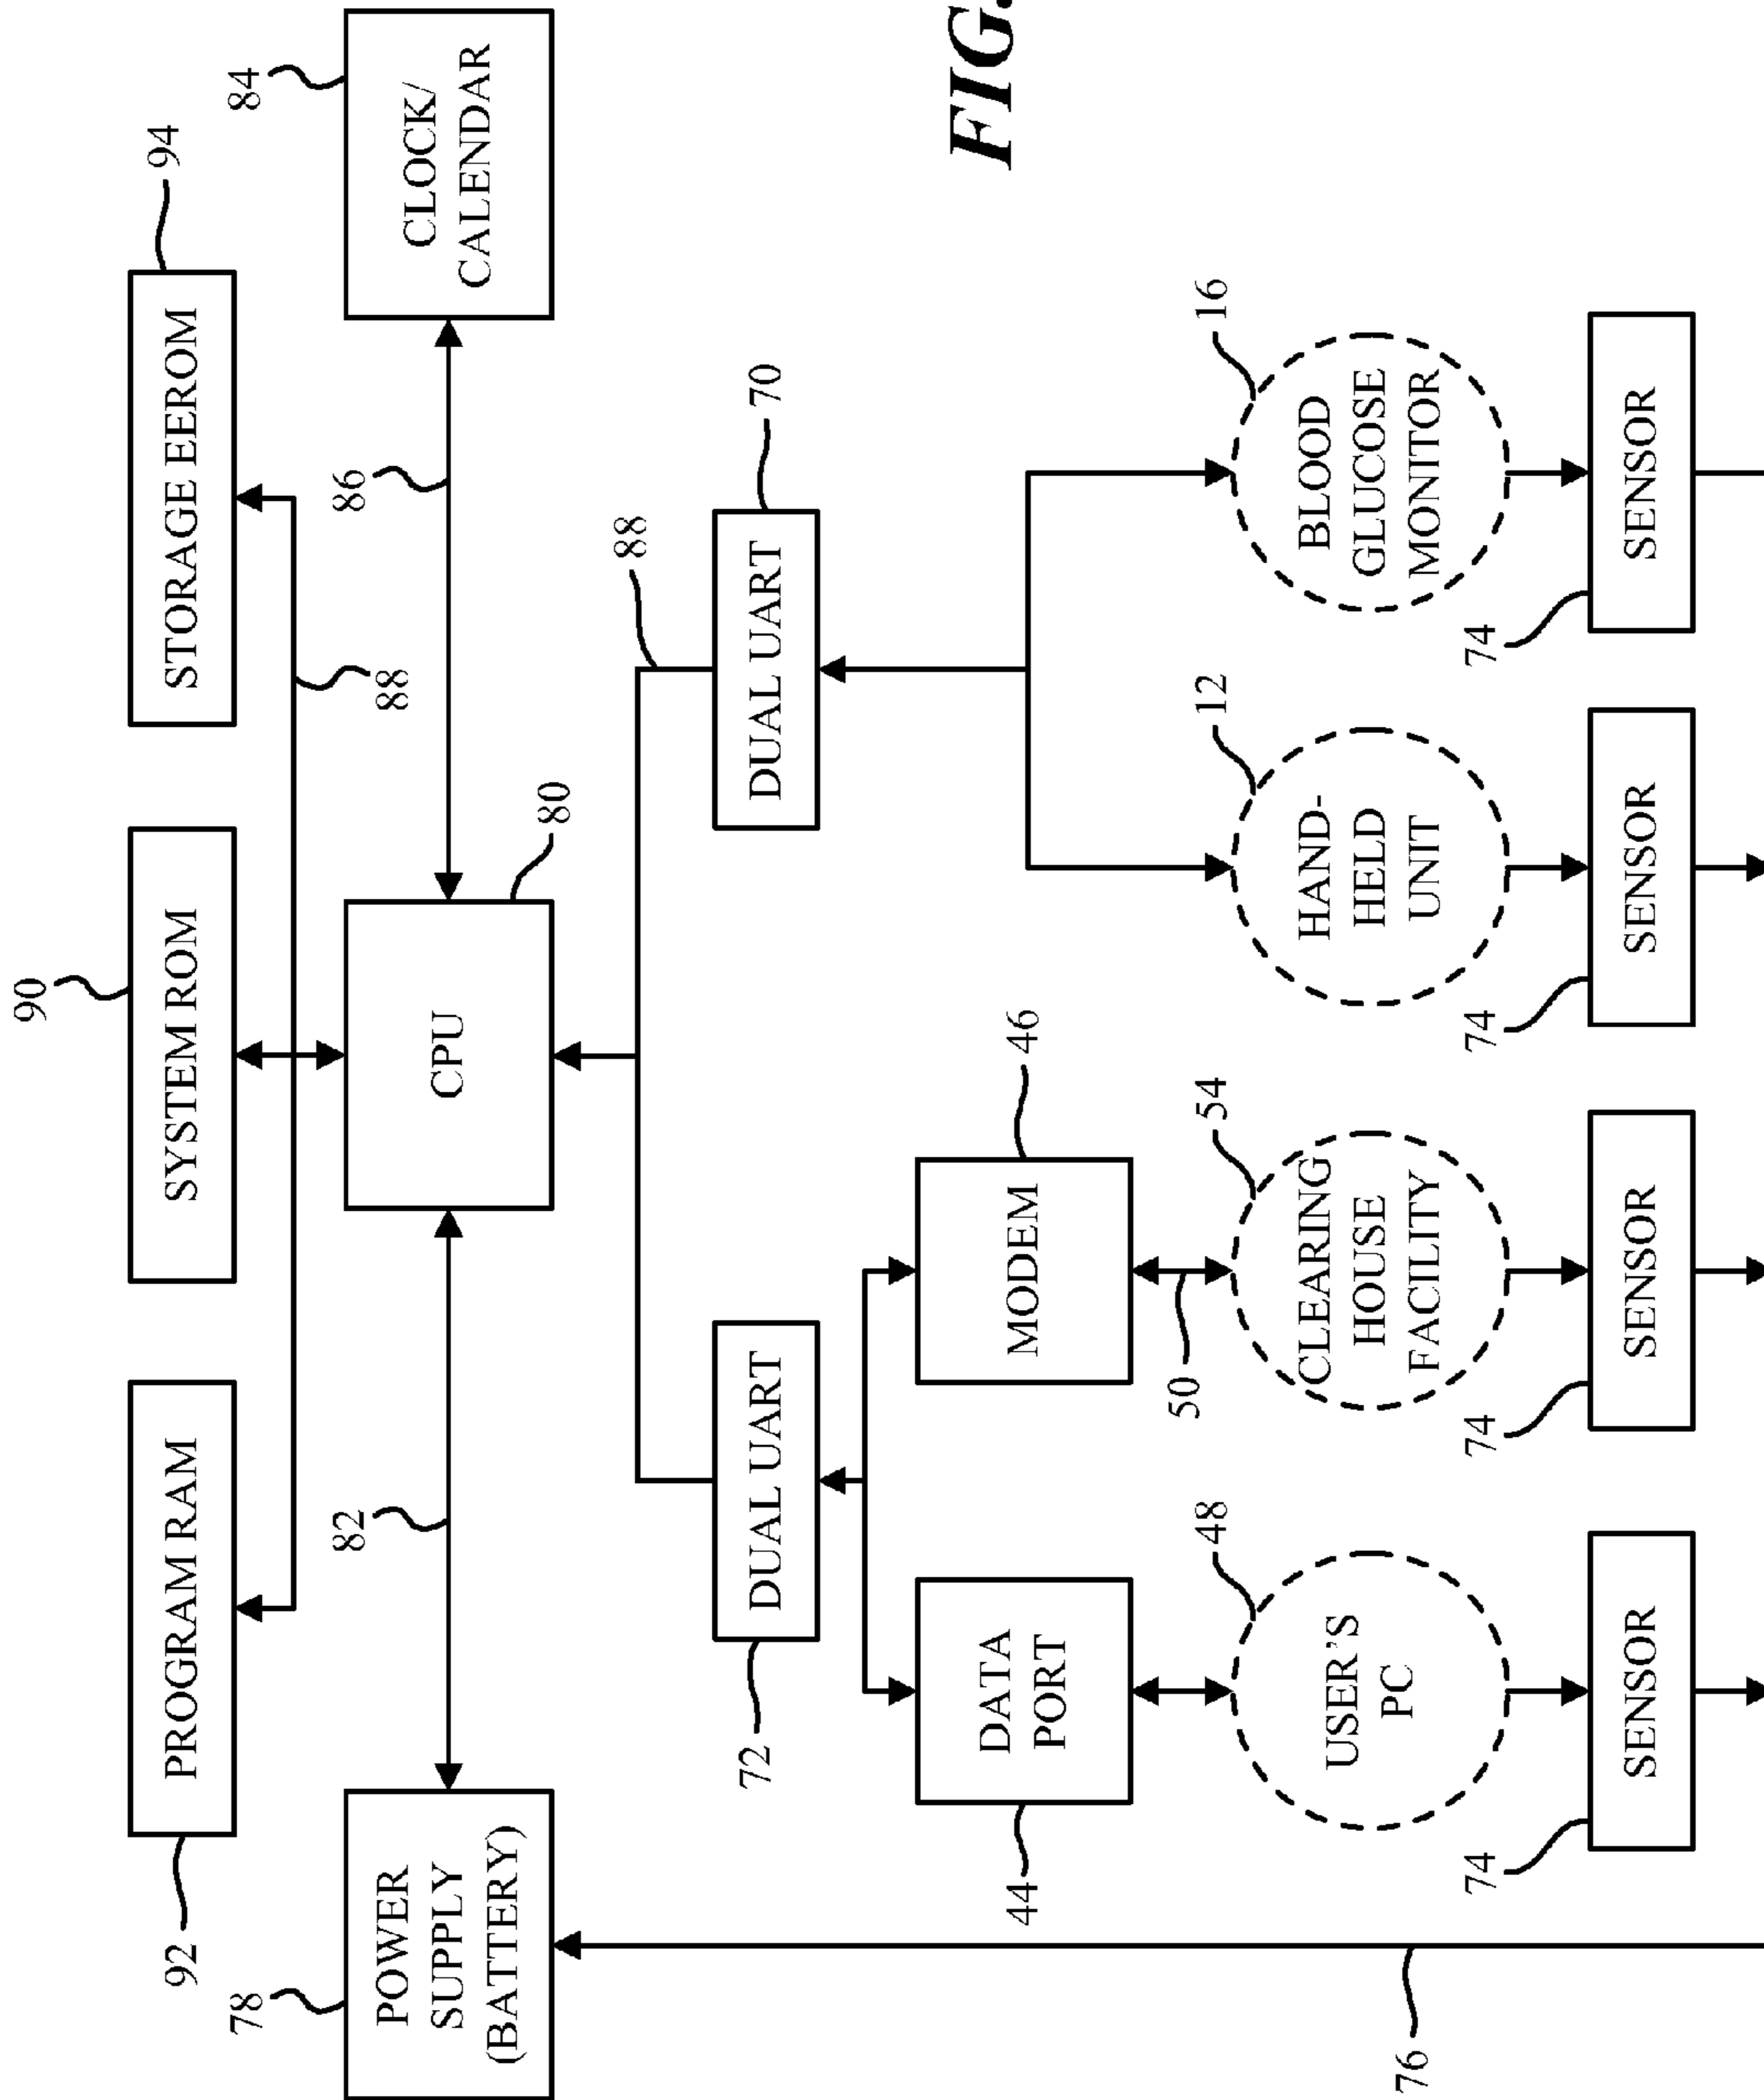 92
PROGRAM RAM
90
SYSTEM ROM
STORAGE EEROM
94
88
78
POWER
SUPPLY
(BATTERY)
82
CPU
80
86
CLOCK/
CALENDAR
84
88
72
DUAL UART
DUAL UART
70
44
DATA
PORT
MODEM
46
FIG.
50
48
USER'S
PC
54
CLEARING
HOUSE
FACILITY
12
HAND-
HELD
UNIT
16
BLOOD
GLUCOSE
MONITOR
76
74
SENSOR
74
SENSOR
74
SENSOR
74
SENSOR